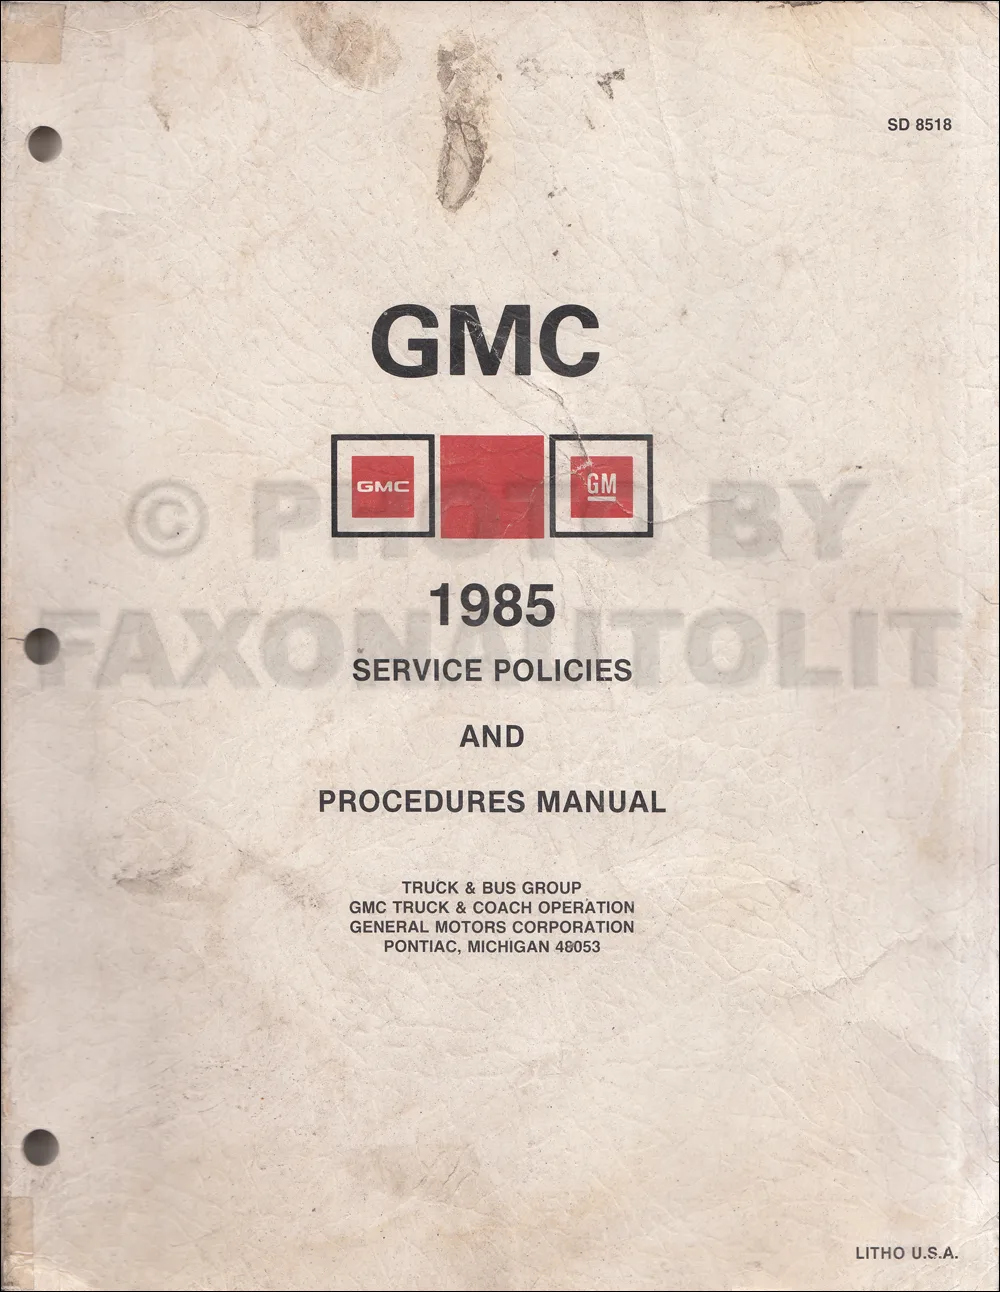 SD 8518
GMC
GMC
GM
© PHOTO BY
FAXONAUTOLIT
1985
SERVICE POLICIES
AND
PROCEDURES MANUAL
TRUCK & BUS GROUP
GMC TRUCK & COACH OPERATION
GENERAL MOTORS CORPORATION
PONTIAC, MICHIGAN 48053
LITHO U.S.A.